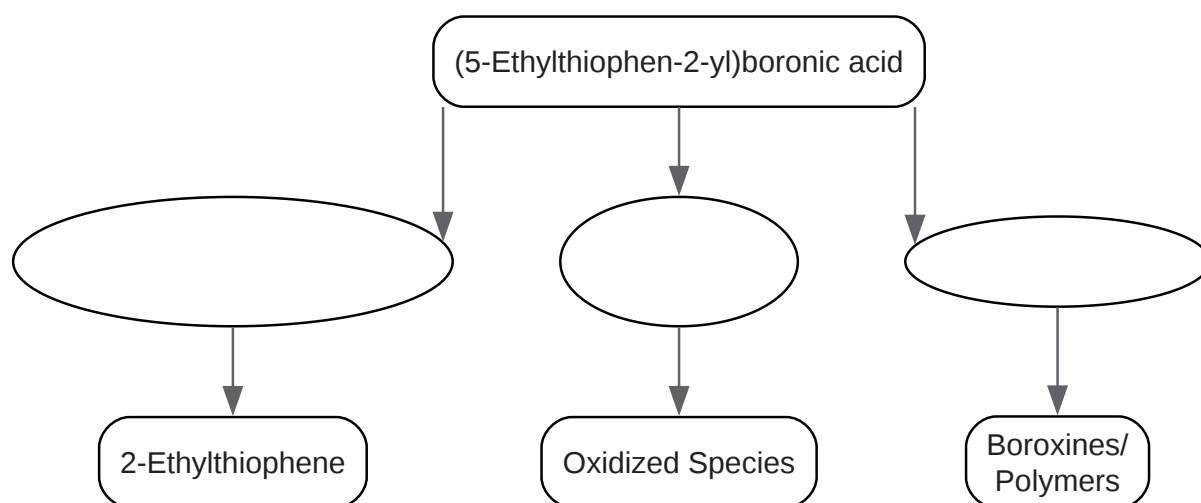 (5-Ethylthiophen-2-yl)boronic acid
2-Ethylthiophene
Oxidized Species
Boroxines/
Polymers